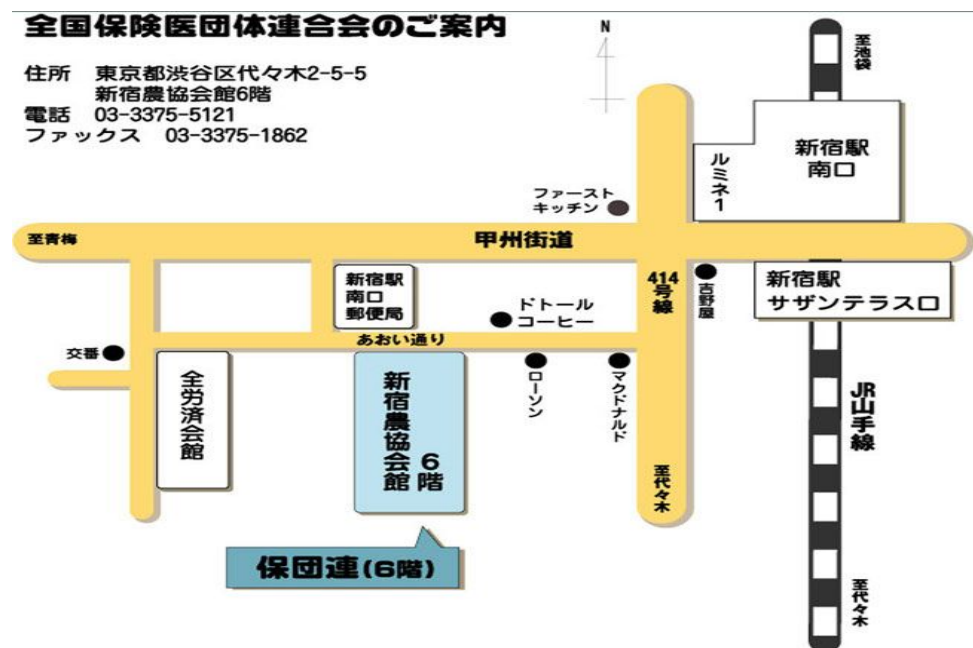 全国保険医団体連合会のご案内
住所 東京都渋谷区代々木2-5-5
新宿農協会館6階
電話 03-3375-5121
ファックス 03-3375-1862
N
至池袋
新宿駅
南口
ルミネ1
ファースト
キッチン
至青梅
甲州街道
新宿駅
南口
郵便局
ドトール
コーヒー
414
号線
吉野屋
新宿駅
サザンテラス口
あおい通り
交番
全労済会館
新宿農協会館
6階
ローソン
マクドナルド
JR山手線
至代々木
保団連(6階)
至代々木